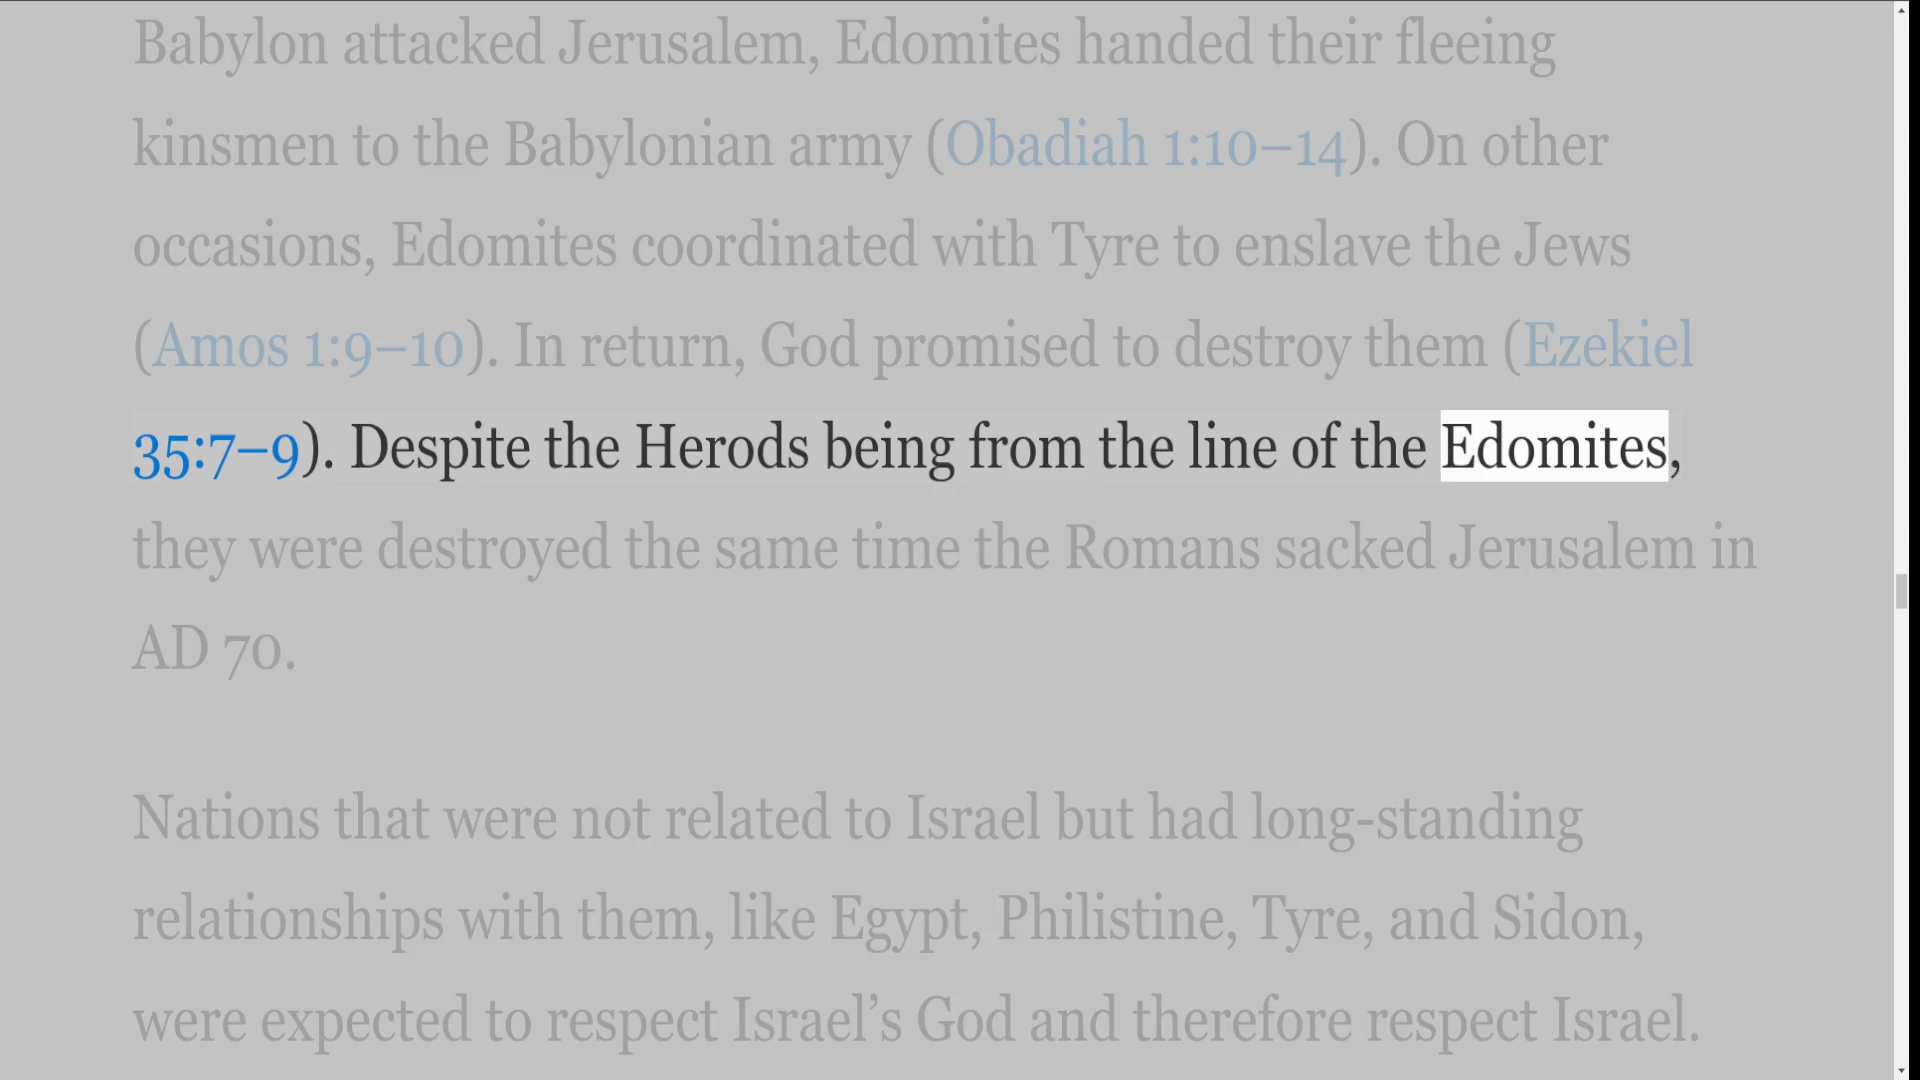 Babylon attacked Jerusalem, Edomites handed their fleeing
kinsmen to the Babylonian army (Obadiah 1:10–14). On other
occasions, Edomites coordinated with Tyre to enslave the Jews
(Amos 1:9–10). In return, God promised to destroy them (Ezekiel
35:7–9). Despite the Herods being from the line of the Edomites,
they were destroyed the same time the Romans sacked Jerusalem in
AD 70.
Nations that were not related to Israel but had long-standing
relationships with them, like Egypt, Philistine, Tyre, and Sidon,
were expected to respect Israel’s God and therefore respect Israel.